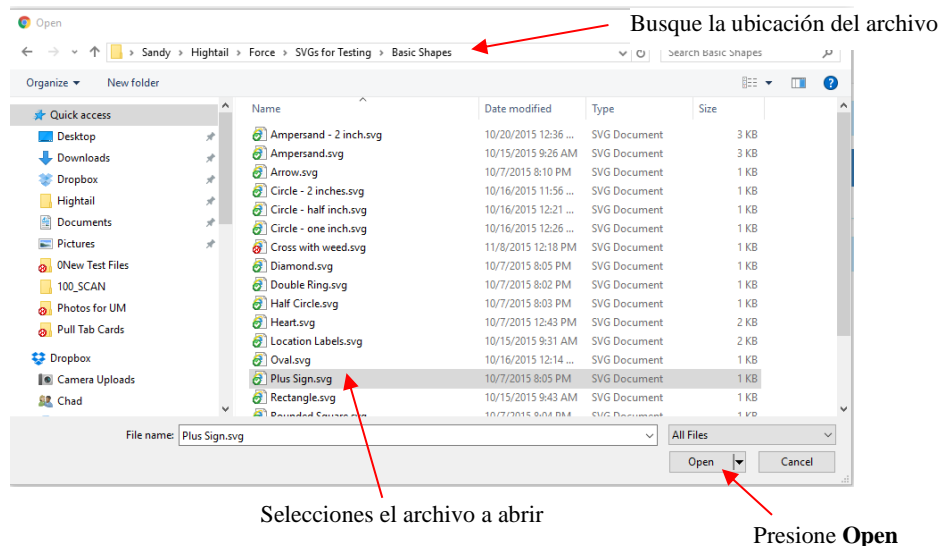 Open
Busque la ubicación del archivo
Sandy > Hightail > Force > SVGs for Testing > Basic Shapes
Search Basic Shapes
Organize New folder
Name Date modified Type Size
Quick access
Desktop
Downloads
Dropbox
Hightail
Documents
Pictures
0New Test Files
100_SCAN
Photos for UM
Pull Tab Cards
Dropbox
Camera Uploads
Chad
Ampersand - 2 inch.svg 10/20/2015 12:36 ... SVG Document 3 KB
Ampersand.svg 10/15/2015 9:26 AM SVG Document 3 KB
Arrow.svg 10/7/2015 8:10 PM SVG Document 1 KB
Circle - 2 inches.svg 10/16/2015 11:56 ... SVG Document 1 KB
Circle - half inch.svg 10/16/2015 12:21 ... SVG Document 1 KB
Circle - one inch.svg 10/16/2015 12:26 ... SVG Document 1 KB
Cross with weed.svg 11/8/2015 12:18 PM SVG Document 1 KB
Diamond.svg 10/7/2015 8:05 PM SVG Document 1 KB
Double Ring.svg 10/7/2015 8:02 PM SVG Document 1 KB
Half Circle.svg 10/7/2015 8:03 PM SVG Document 1 KB
Heart.svg 10/7/2015 12:43 PM SVG Document 2 KB
Location Labels.svg 10/15/2015 9:31 AM SVG Document 2 KB
Oval.svg 10/16/2015 12:14 ... SVG Document 1 KB
Plus Sign.svg 10/7/2015 8:05 PM SVG Document 1 KB
Rectangle.svg 10/15/2015 9:43 AM SVG Document 1 KB
Rounded Square.svg 10/7/2015 8:04 PM SVG Document 1 KB
File name: Plus Sign.svg All Files
Open Cancel
Selecciones el archivo a abrir
Presione Open